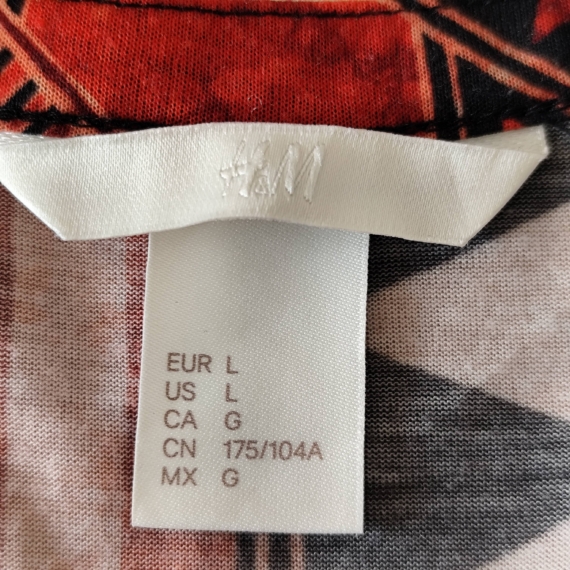 H&M
EUR L
US L
CA G
CN 175/104A
MX G